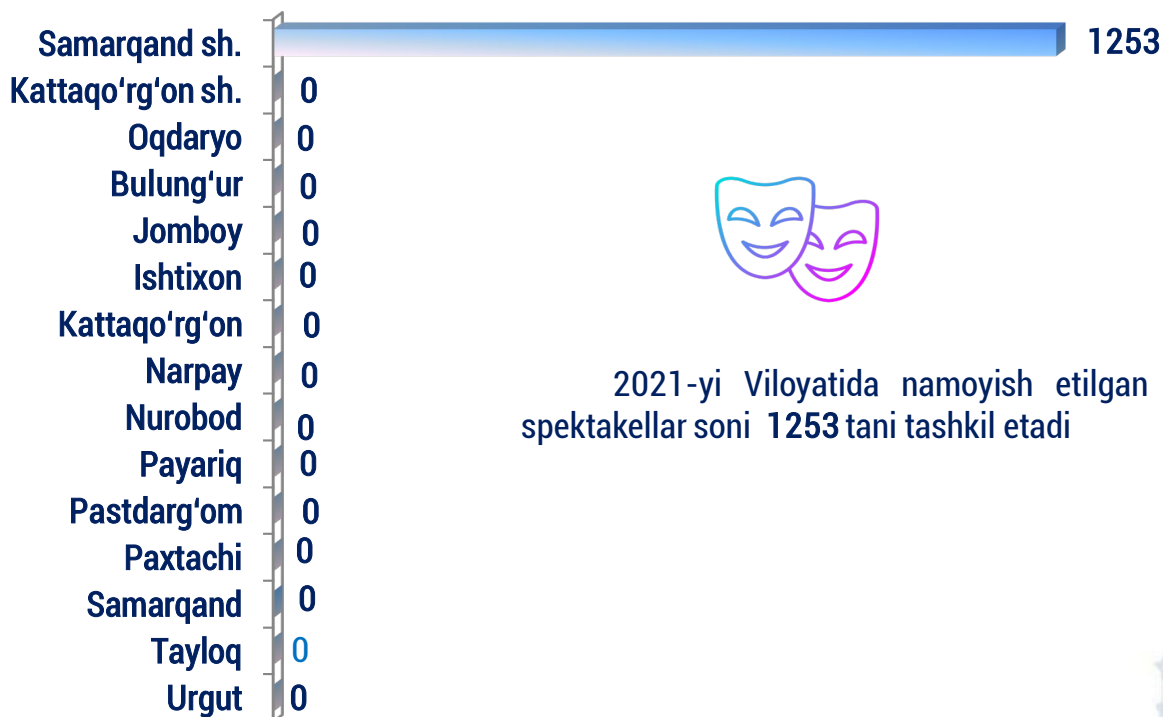 Samarqand sh. 1253
Kattaqo‘rg‘on sh. 0
Oqdaryo 0
Bulung‘ur 0
Jomboy 0
Ishtixon 0
Kattaqo‘rg‘on 0
Narpay 0
Nurobod 0
Payariq 0
Pastdarg‘om 0
Paxtachi 0
Samarqand 0
Tayloq 0
Urgut 0
2021-yi Viloyatida namoyish etilgan
spektakellar soni 1253 tani tashkil etadi